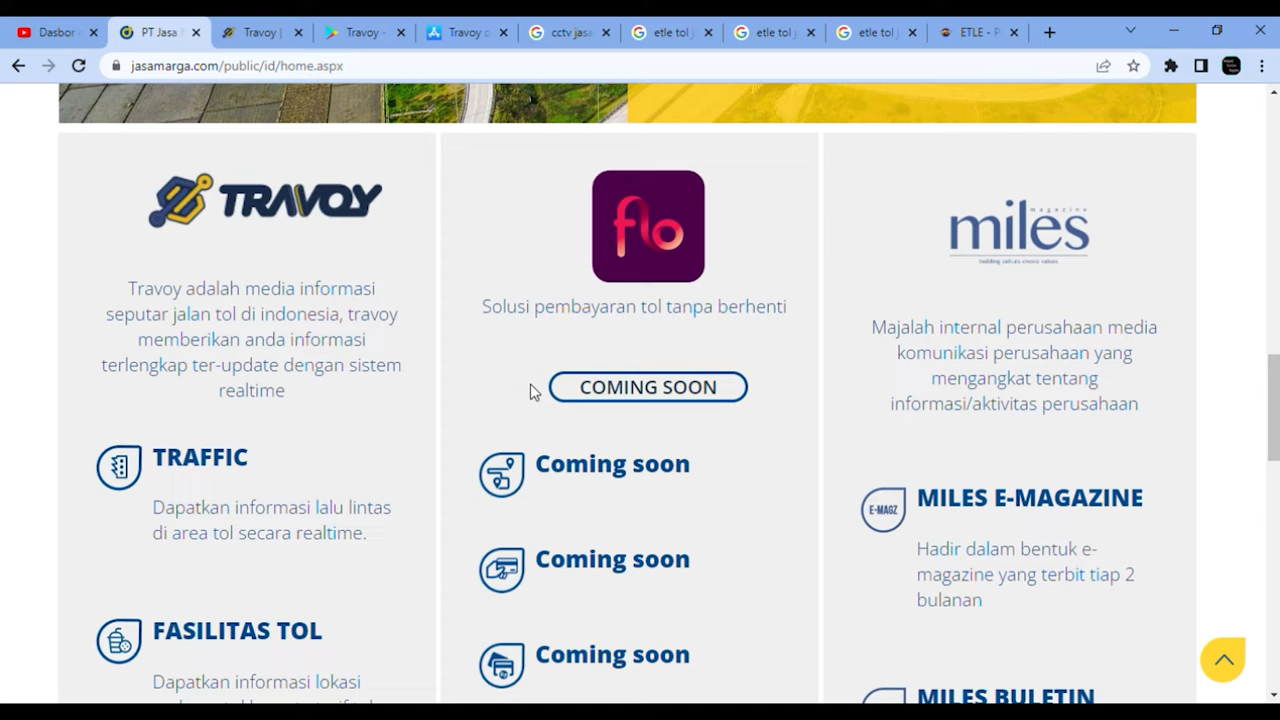 Dasbor
PT Jasa
Travoy |
Travoy -
Travoy
cctv jasa
etle tol j
etle tol j
etle tol j
ETLE - P
jasamarga.com/public/id/home.aspx
TRAVOY
Travoy adalah media informasi
seputar jalan tol di indonesia, travoy
memberikan anda informasi
terlengkap ter-update dengan sistem
realtime
TRAFFIC
Dapatkan informasi lalu lintas
di area tol secara realtime.
FASILITAS TOL
Dapatkan informasi lokasi
flo
Solusi pembayaran tol tanpa berhenti
COMING SOON
Coming soon
Coming soon
Coming soon
miles
magazine
Majalah internal perusahaan media
komunikasi perusahaan yang
mengangkat tentang
informasi/aktivitas perusahaan
E-MAGZ
MILES E-MAGAZINE
Hadir dalam bentuk e-
magazine yang terbit tiap 2
bulanan
MILES BULETIN